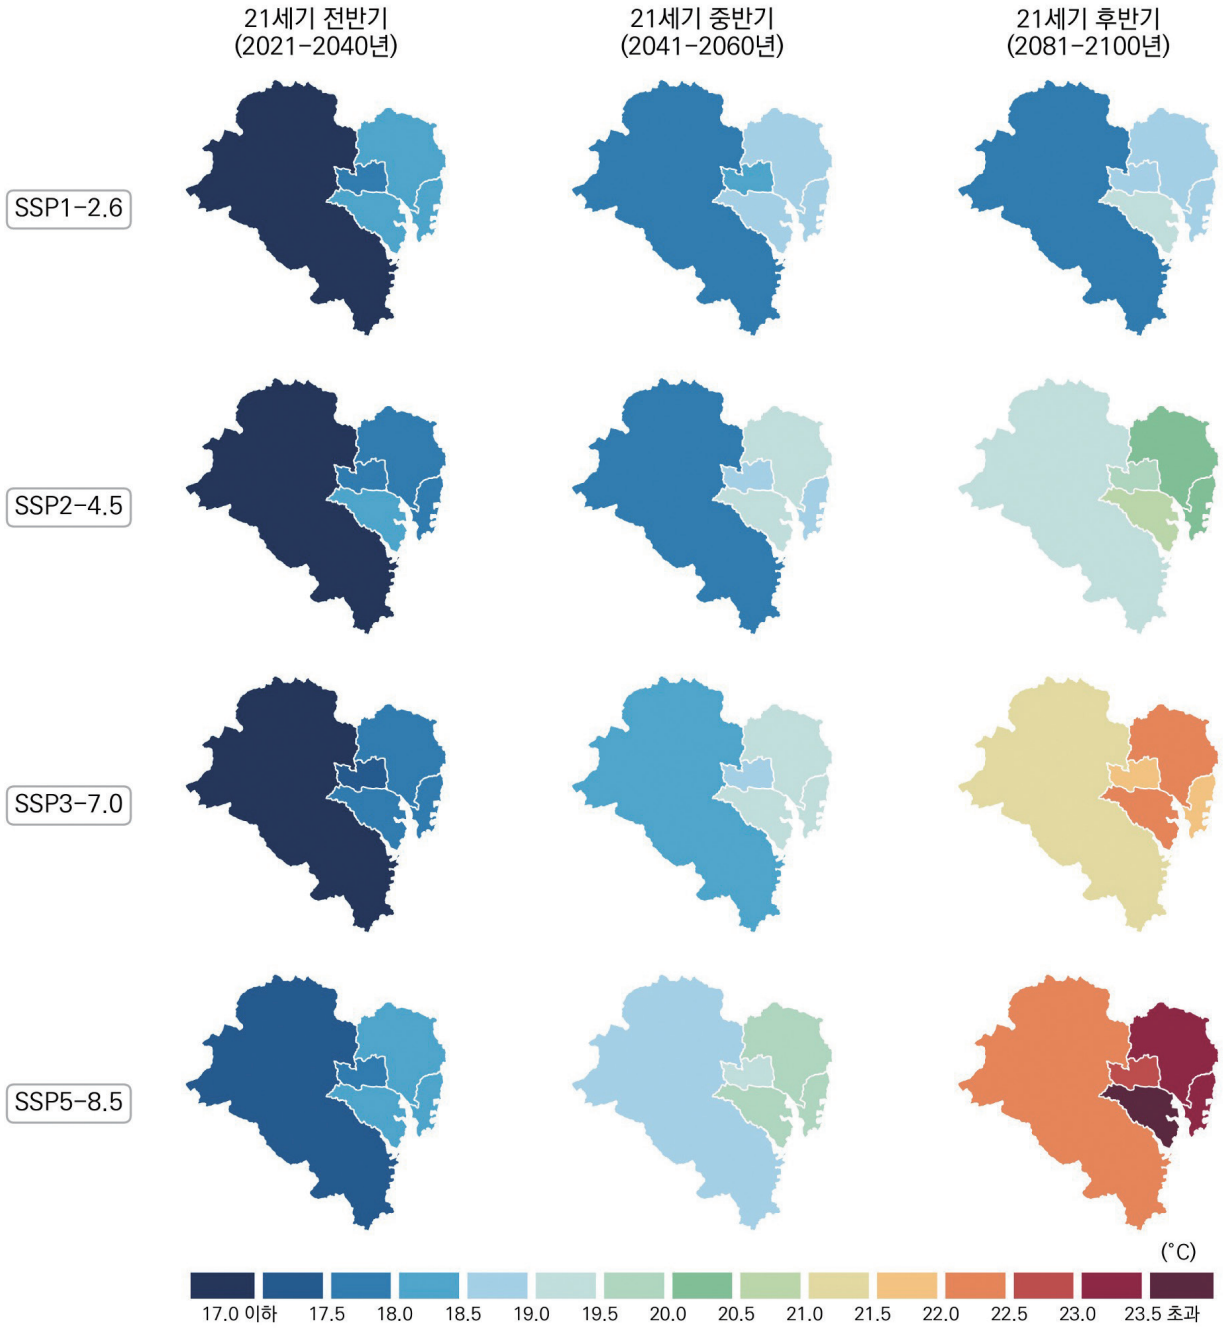 21세기 전반기
(2021-2040년)
21세기 중반기
(2041-2060년)
21세기 후반기
(2081-2100년)
SSP1-2.6
SSP2-4.5
SSP3-7.0
SSP5-8.5
(°C)
17.0 이하 17.5 18.0 18.5 19.0 19.5 20.0 20.5 21.0 21.5 22.0 22.5 23.0 23.5 초과